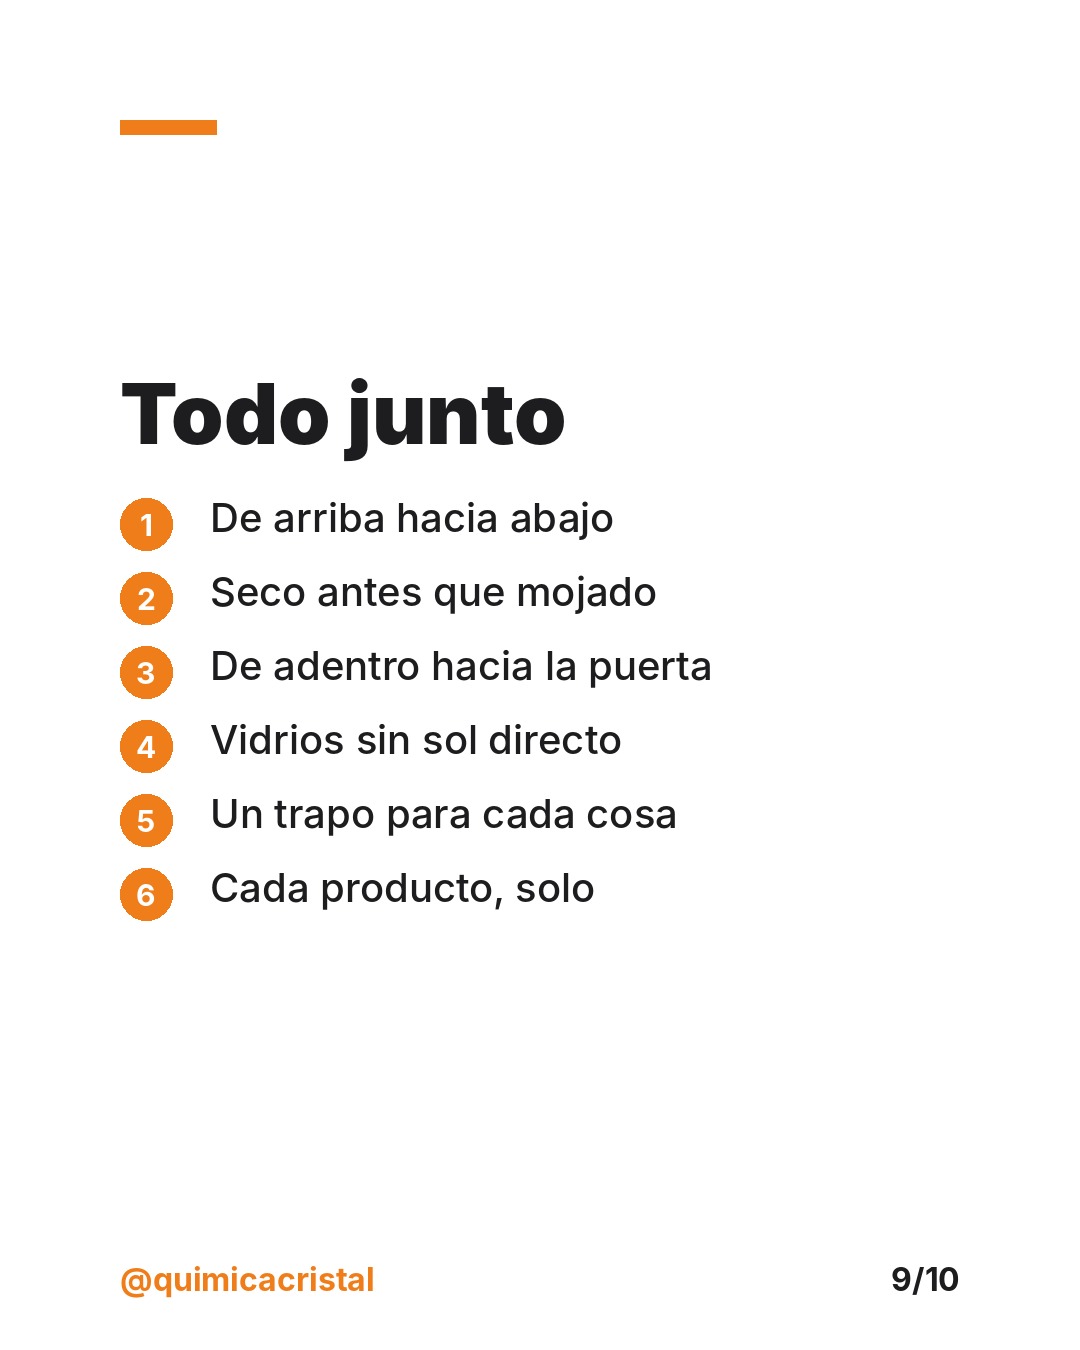 Todo junto
1 De arriba hacia abajo
2 Seco antes que mojado
3 De adentro hacia la puerta
4 Vidrios sin sol directo
5 Un trapo para cada cosa
6 Cada producto, solo
@quimicacristal 9/10